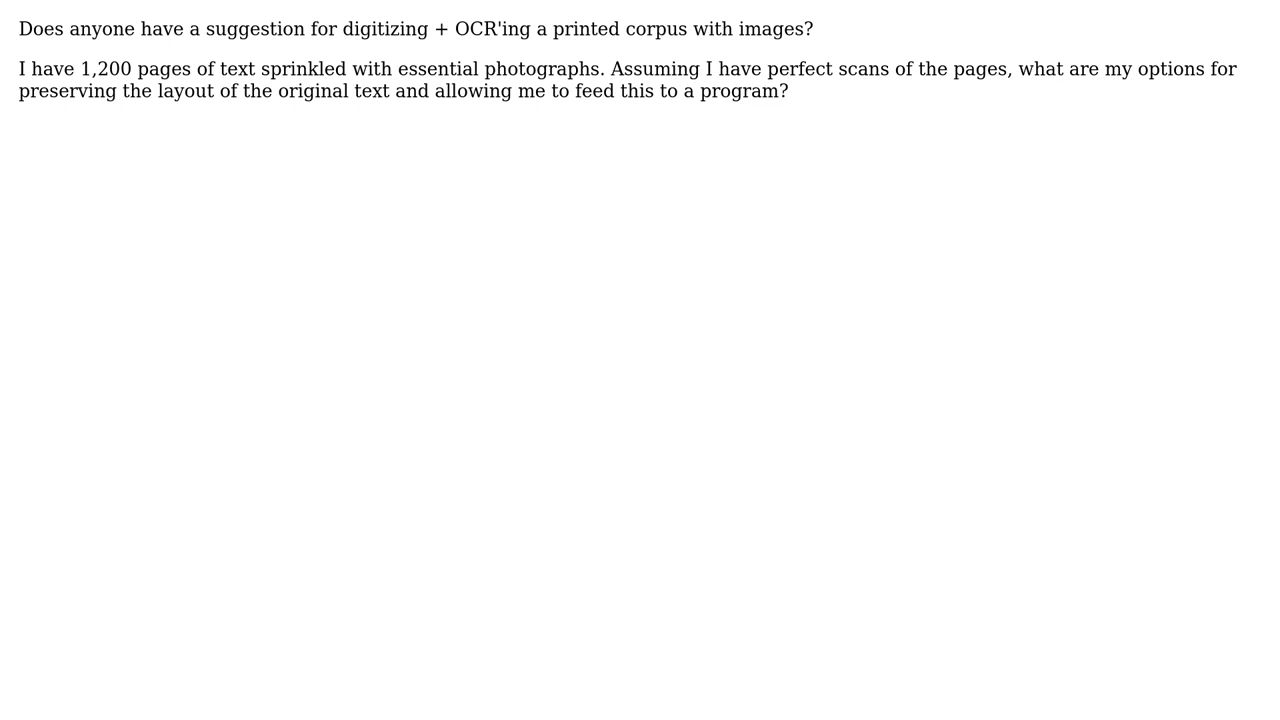 Does anyone have a suggestion for digitizing + OCR'ing a printed corpus with images?
I have 1,200 pages of text sprinkled with essential photographs. Assuming I have perfect scans of the pages, what are my options for
preserving the layout of the original text and allowing me to feed this to a program?